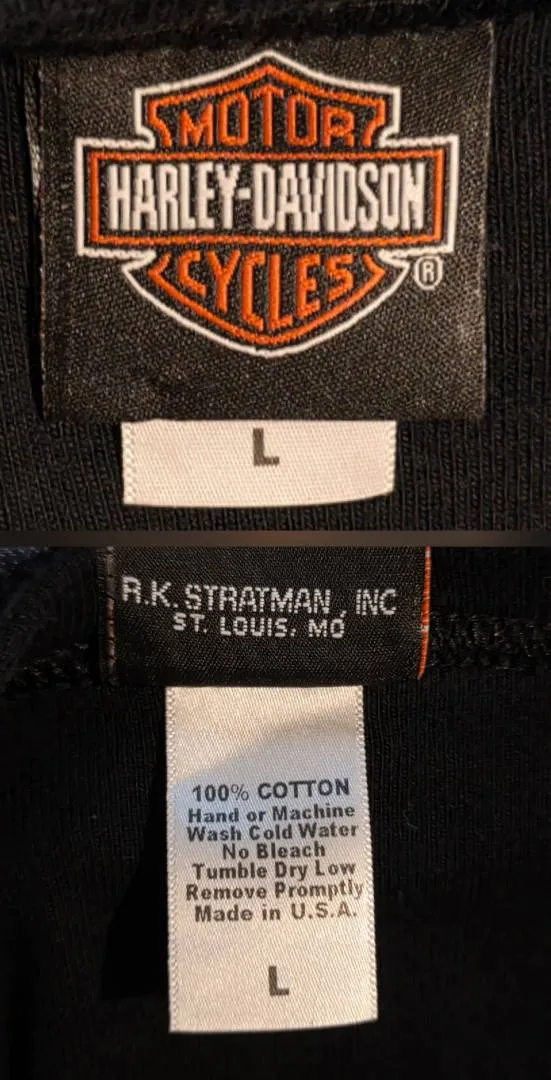 MOTOR
HARLEY-DAVIDSON
CYCLES
®
L
R.K. STRATMAN, INC
ST. LOUIS, MO
100% COTTON
Hand or Machine
Wash Cold Water
No Bleach
Tumble Dry Low
Remove Promptly
Made in U.S.A.
L